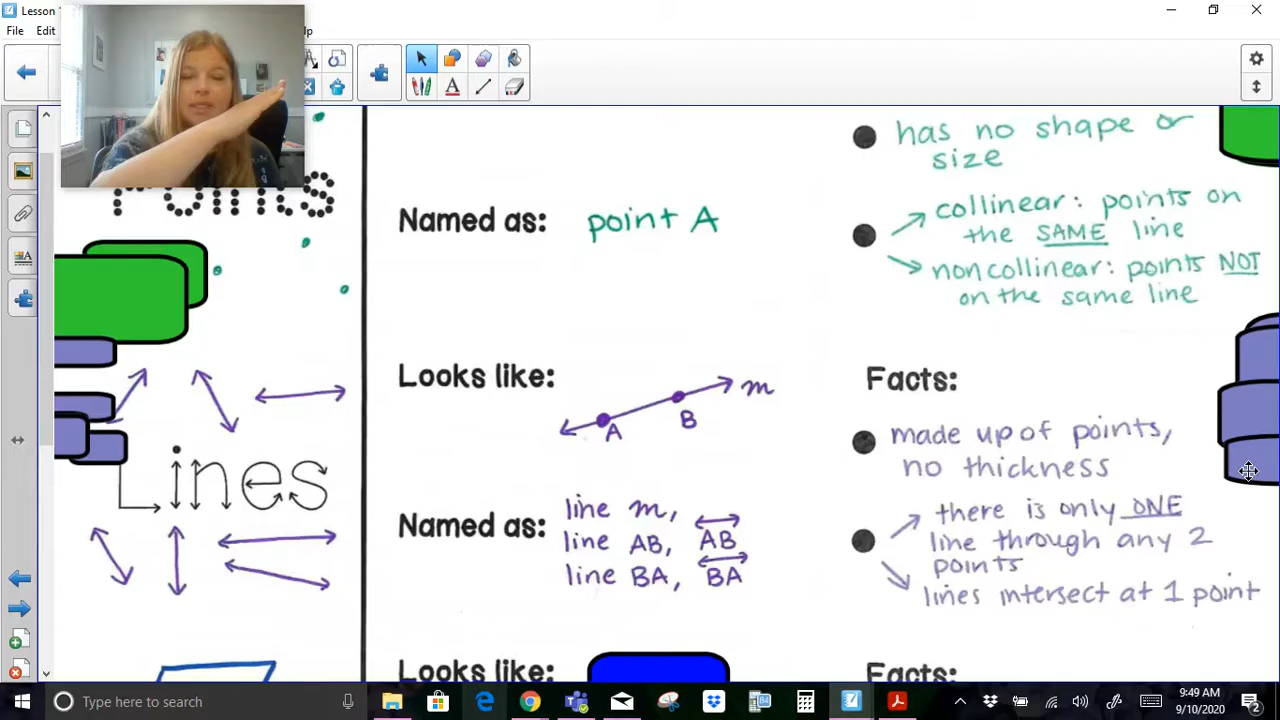 Lesson
File Edit
lp
Points
Named as: point A
has no shape or
size
collinear: points on
the SAME line
noncollinear: points NOT
on the same line
Lines
Looks like:
A B m
Named as: line m,
line AB, AB
line BA, BA
Facts:
made up of points,
no thickness
there is only ONE
line through any 2
points
lines intersect at 1 point
Looks like:
Facts:
Type here to search
9:49 AM
9/10/2020
2